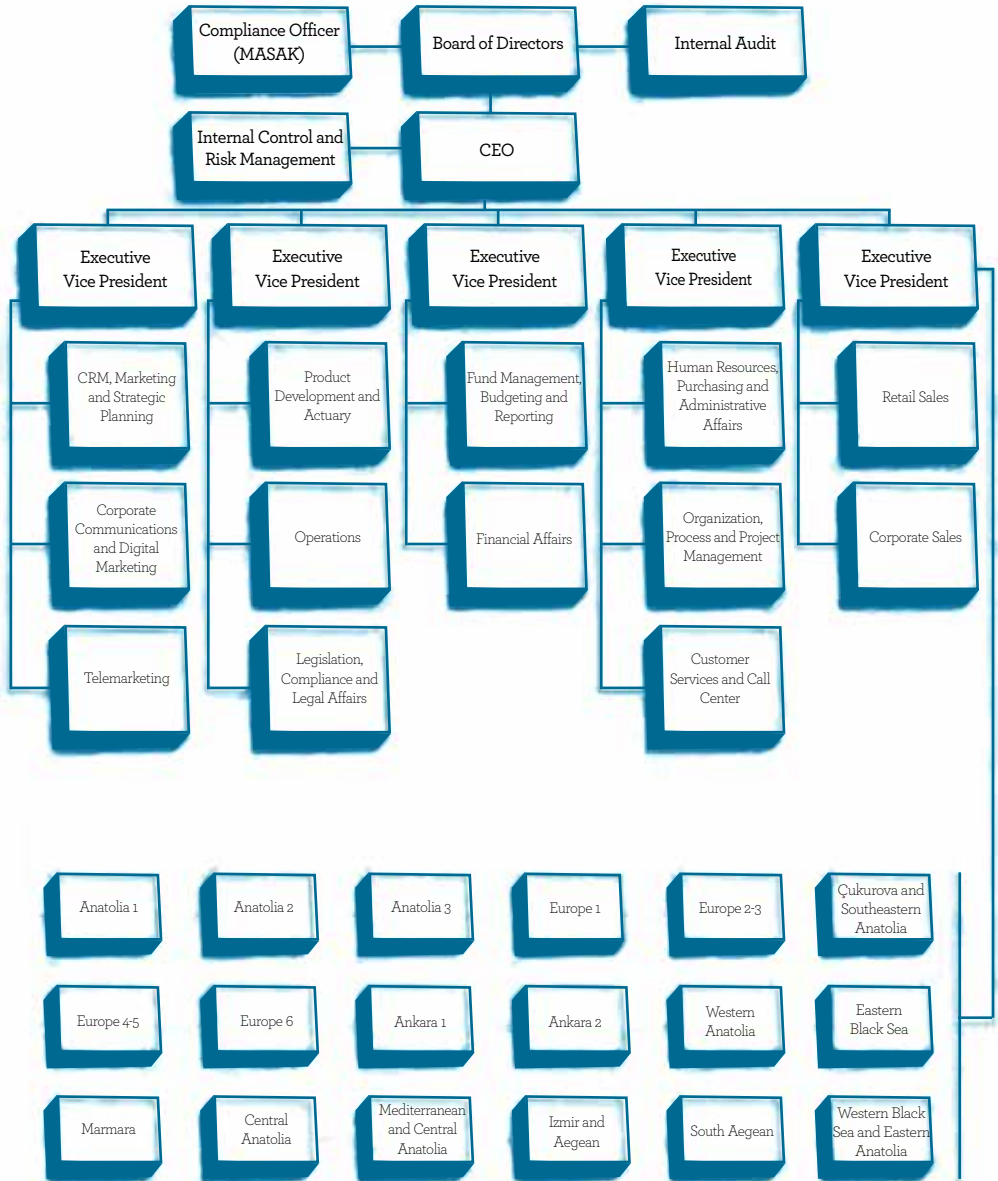 Compliance Officer
(MASAK)
Board of Directors
Internal Audit
Internal Control and
Risk Management
CEO
Executive
Vice President
Executive
Vice President
Executive
Vice President
Executive
Vice President
Executive
Vice President
CRM, Marketing
and Strategic
Planning
Product
Development and
Actuary
Fund Management,
Budgeting and
Reporting
Human Resources,
Purchasing and
Administrative
Affairs
Retail Sales
Corporate
Communications
and Digital
Marketing
Operations
Financial Affairs
Organization,
Process and Project
Management
Corporate Sales
Telemarketing
Legislation,
Compliance and
Legal Affairs
Customer
Services and Call
Center
Anatolia 1
Anatolia 2
Anatolia 3
Europe 1
Europe 2-3
Çukurova and
Southeastern
Anatolia
Europe 4-5
Europe 6
Ankara 1
Ankara 2
Western
Anatolia
Eastern
Black Sea
Marmara
Central
Anatolia
Mediterranean
and Central
Anatolia
Izmir and
Aegean
South Aegean
Western Black
Sea and Eastern
Anatolia